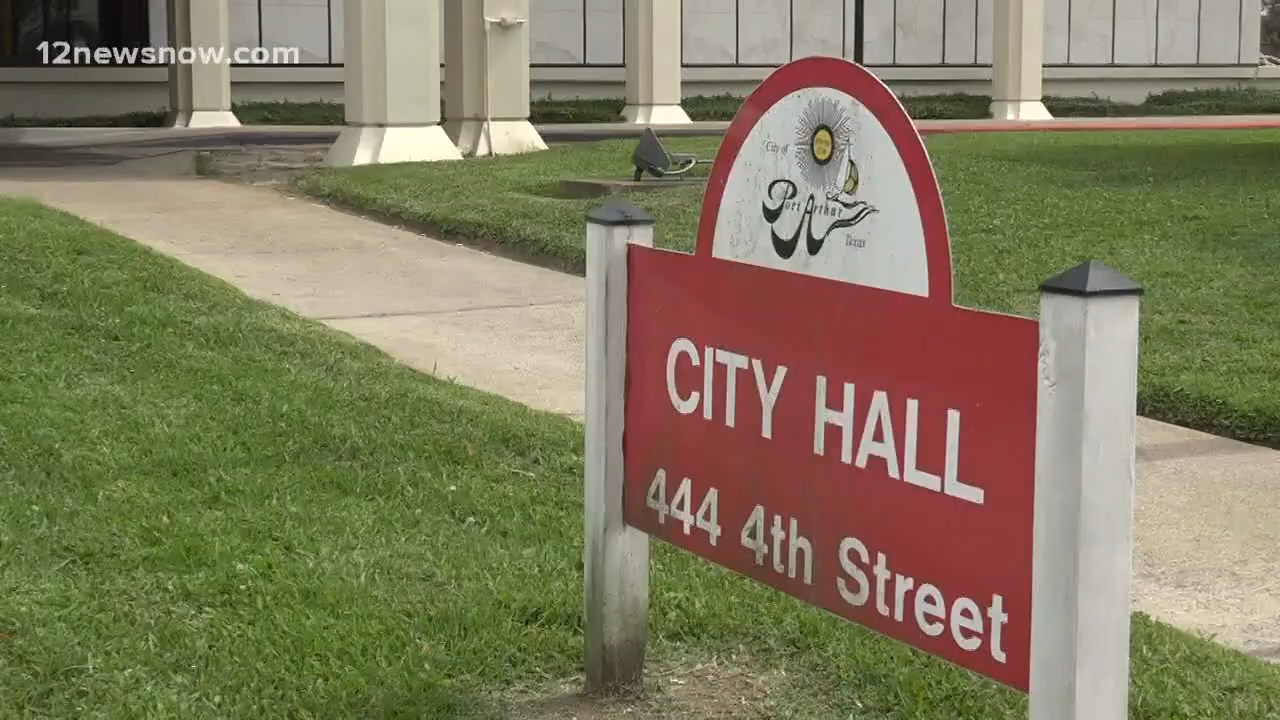 12newsnow.com
City of
Port Arthur
Texas
CITY HALL
444 4th Street